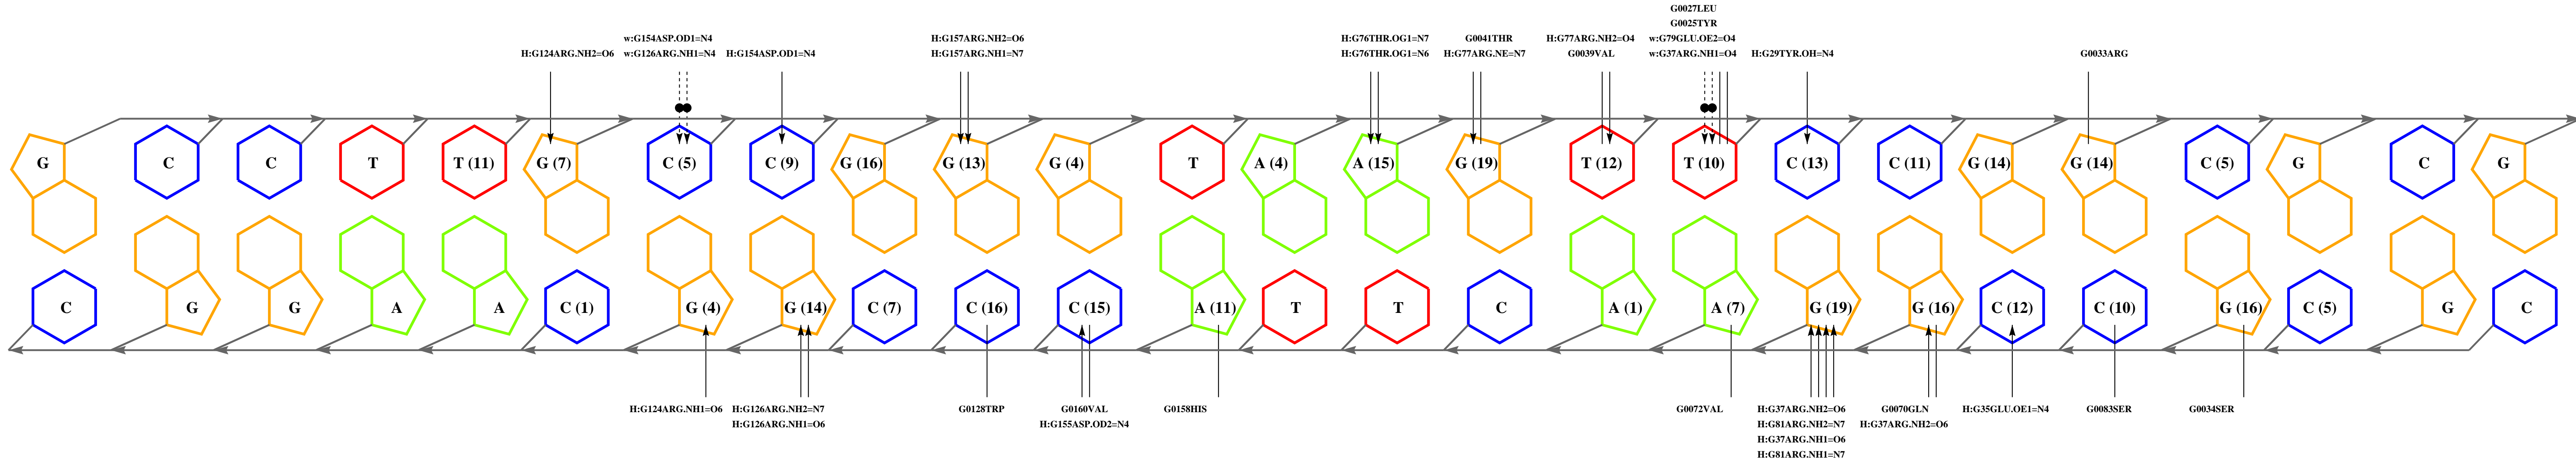 G0027LEU
G0025TYR
w:G154ASP.OD1=N4 H:G157ARG.NH2=O6 H:G76THR.OG1=N7 G0041THR H:G77ARG.NH2=O4 w:G79GLU.OE2=O4
H:G124ARG.NH2=O6 w:G126ARG.NH1=N4 H:G154ASP.OD1=N4 H:G157ARG.NH1=N7 H:G76THR.OG1=N6 H:G77ARG.NE=N7 G0039VAL w:G37ARG.NH1=O4 H:G29TYR.OH=N4 G0033ARG
G C C T T (11) G (7) C (5) C (9) G (16) G (13) G (4) T A (4) A (15) G (19) T (12) T (10) C (13) C (11) G (14) G (14) C (5) G C G
C G G A A C (1) G (4) G (14) C (7) C (16) C (15) A (11) T T C A (1) A (7) G (19) G (16) C (12) C (10) G (16) C (5) G C
H:G124ARG.NH1=O6 H:G126ARG.NH2=N7 G0128TRP G0160VAL G0158HIS G0072VAL H:G37ARG.NH2=O6 G0070GLN H:G35GLU.OE1=N4 G0083SER G0034SER
H:G126ARG.NH1=O6 H:G155ASP.OD2=N4 H:G81ARG.NH2=N7 H:G37ARG.NH2=O6
H:G37ARG.NH1=O6
H:G81ARG.NH1=N7